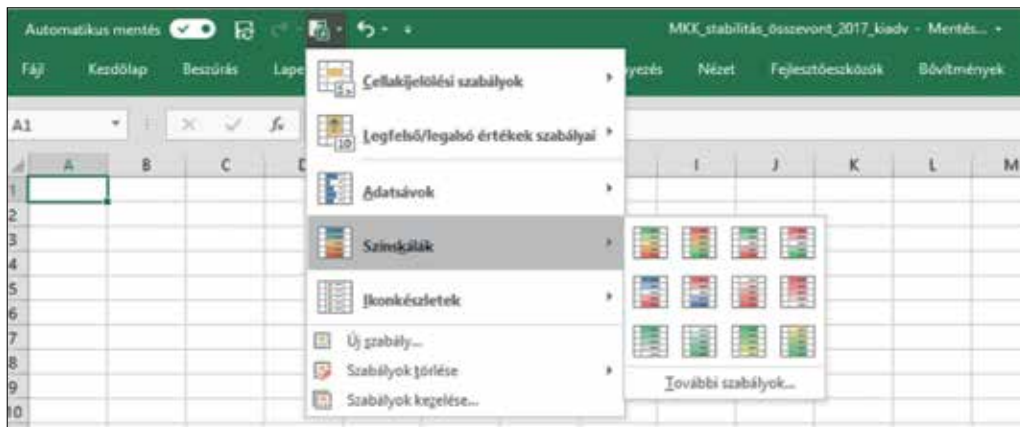 Automatikus mentés MKK_stabilitás_összevont_2017_kiadv - Mentés...
Fájl Kezdőlap Beszúrás Lape yezés Nézet Fejlesztőeszközök Bővítmények
A1 fx
A B C I J K L M
1
2
3
4
5
6
7
8
9
10
Cellakijelölési szabályok
Legfelső/legalsó értékek szabályai
Adatsávok
Színskálák
Ikonkészletek
Új szabály...
Szabályok törlése
Szabályok kezelése...
További szabályok...